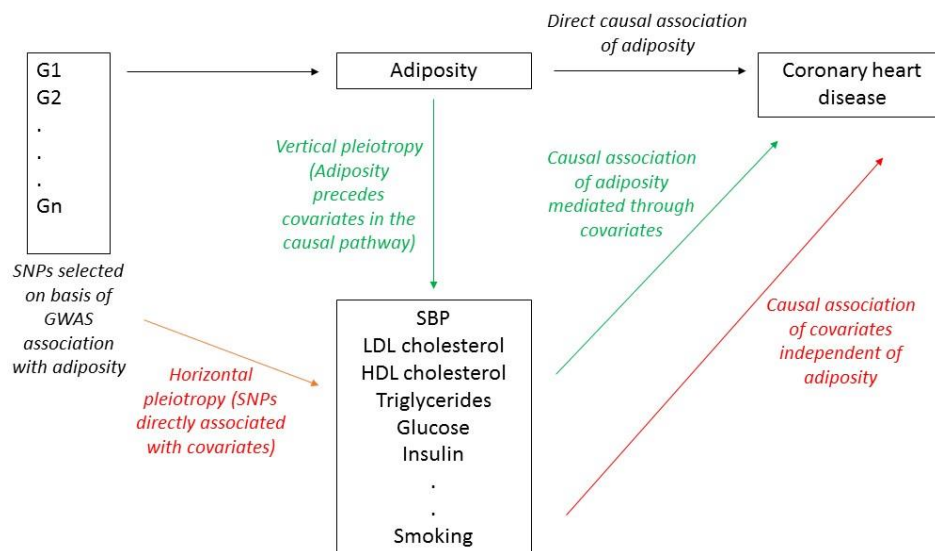 Direct causal association
of adiposity
G1
G2
.
.
.
Gn
Adiposity
Coronary heart
disease
Vertical pleiotropy
(Adiposity
precedes
covariates in the
causal pathway)
Causal association
of adiposity
mediated through
covariates
SNPs selected
on basis of
GWAS
association
with adiposity
Horizontal
pleiotropy (SNPs
directly associated
with covariates)
SBP
LDL cholesterol
HDL cholesterol
Triglycerides
Glucose
Insulin
.
.
Smoking
Causal association
of covariates
independent of
adiposity